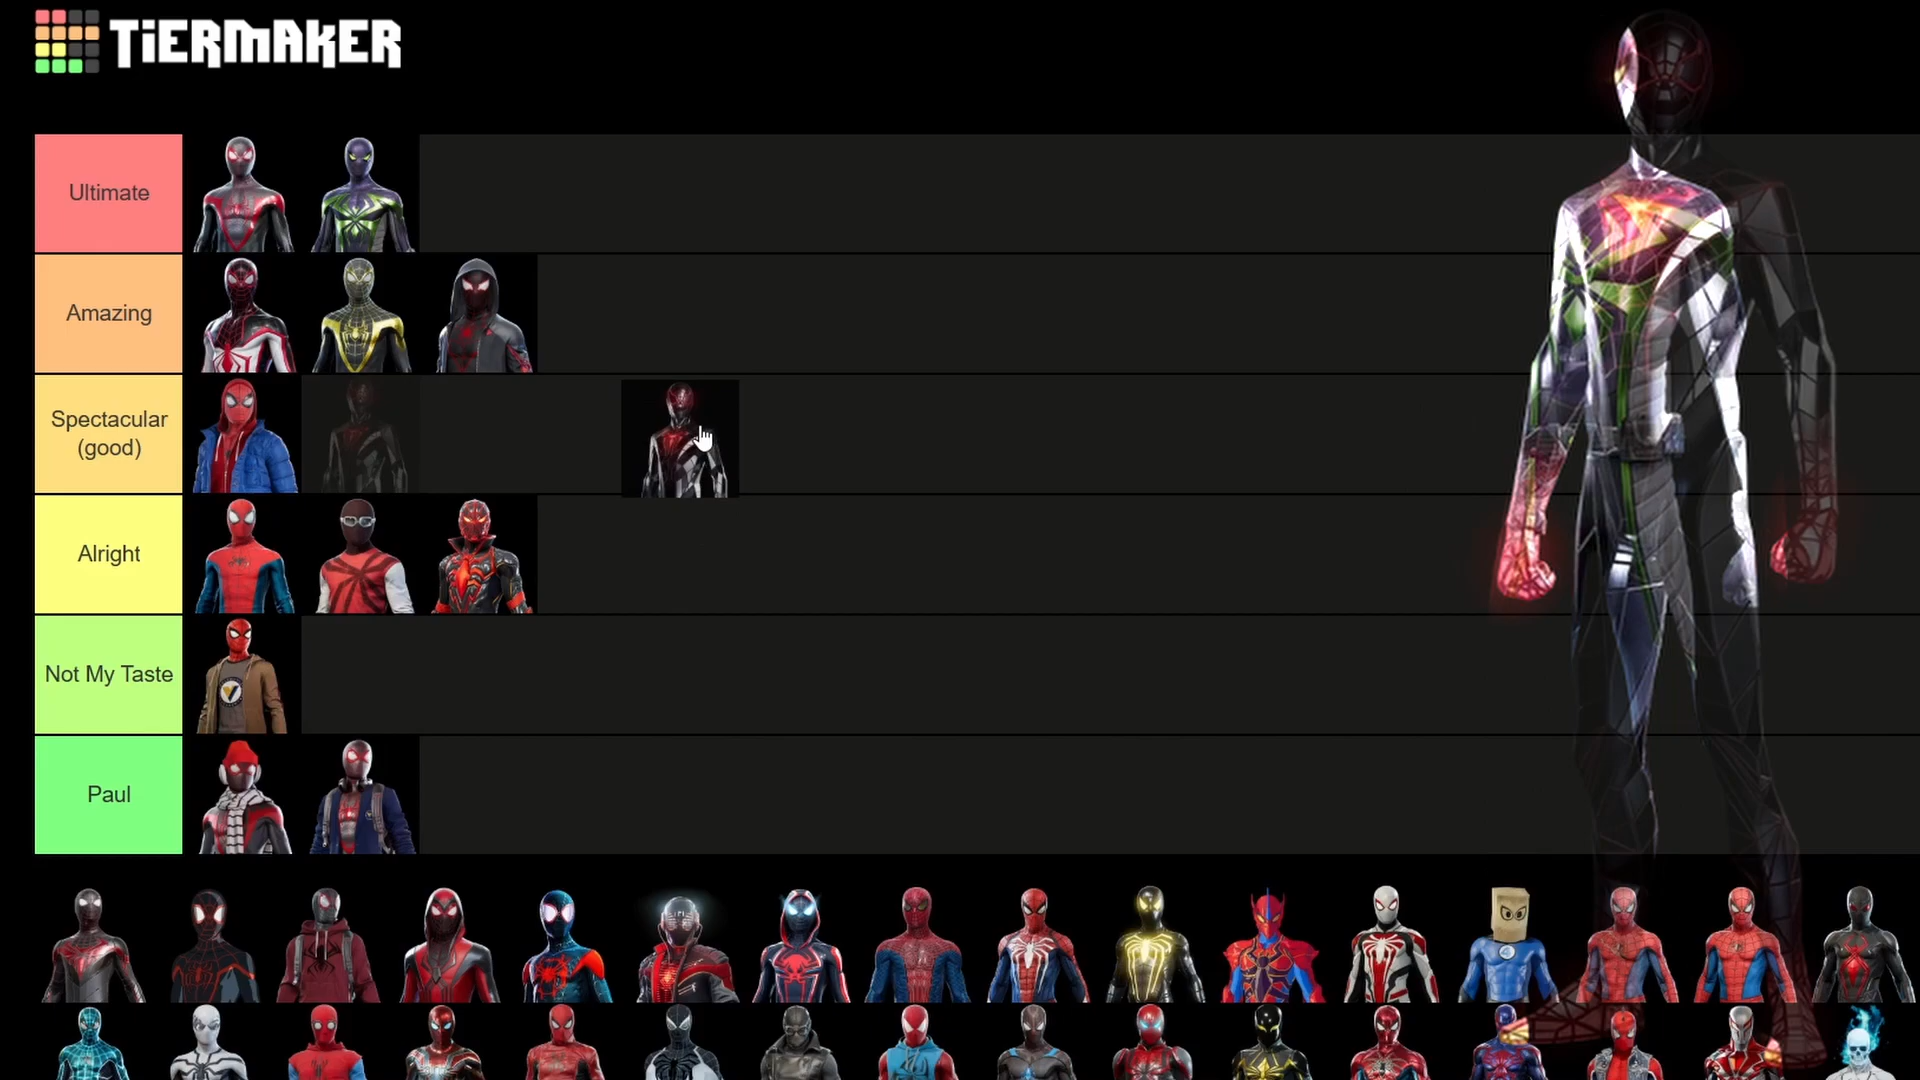 TiERMAKER
Ultimate
Amazing
Spectacular
(good)
Alright
Not My Taste
Paul